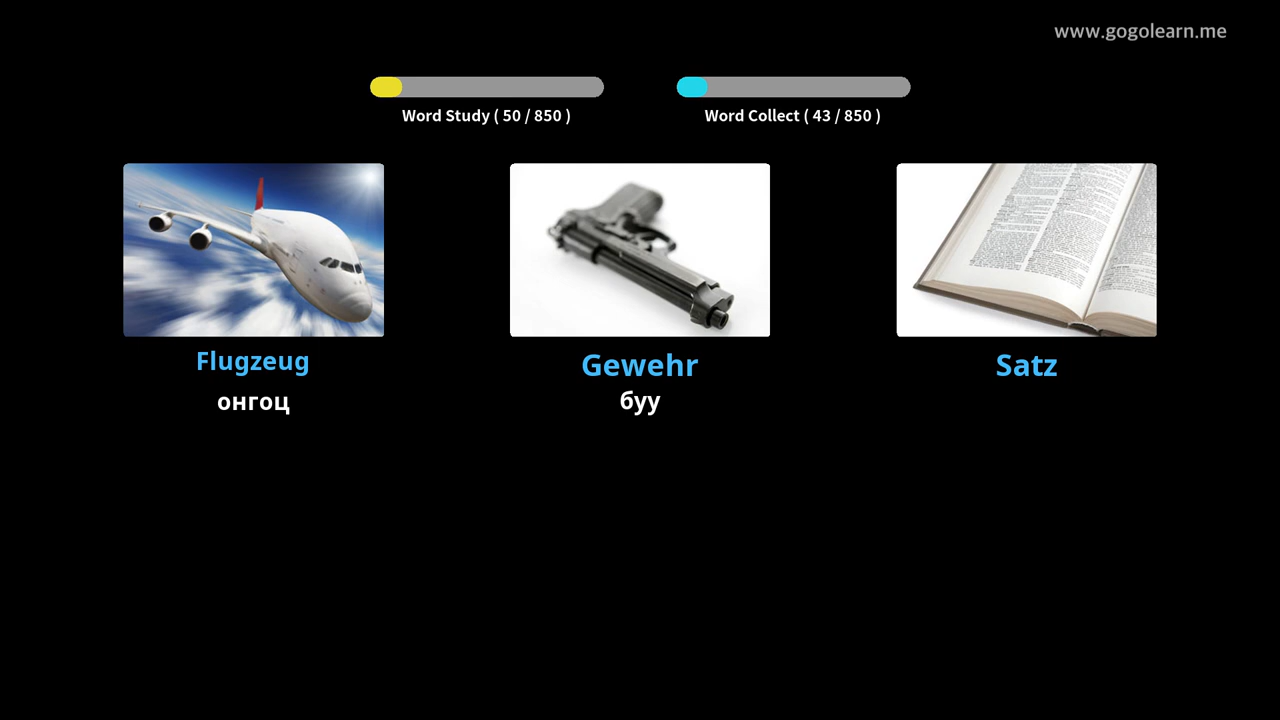 www.gogolearn.me
Word Study ( 50 / 850 )
Word Collect ( 43 / 850 )
Flugzeug
онгоц
Gewehr
буу
Satz